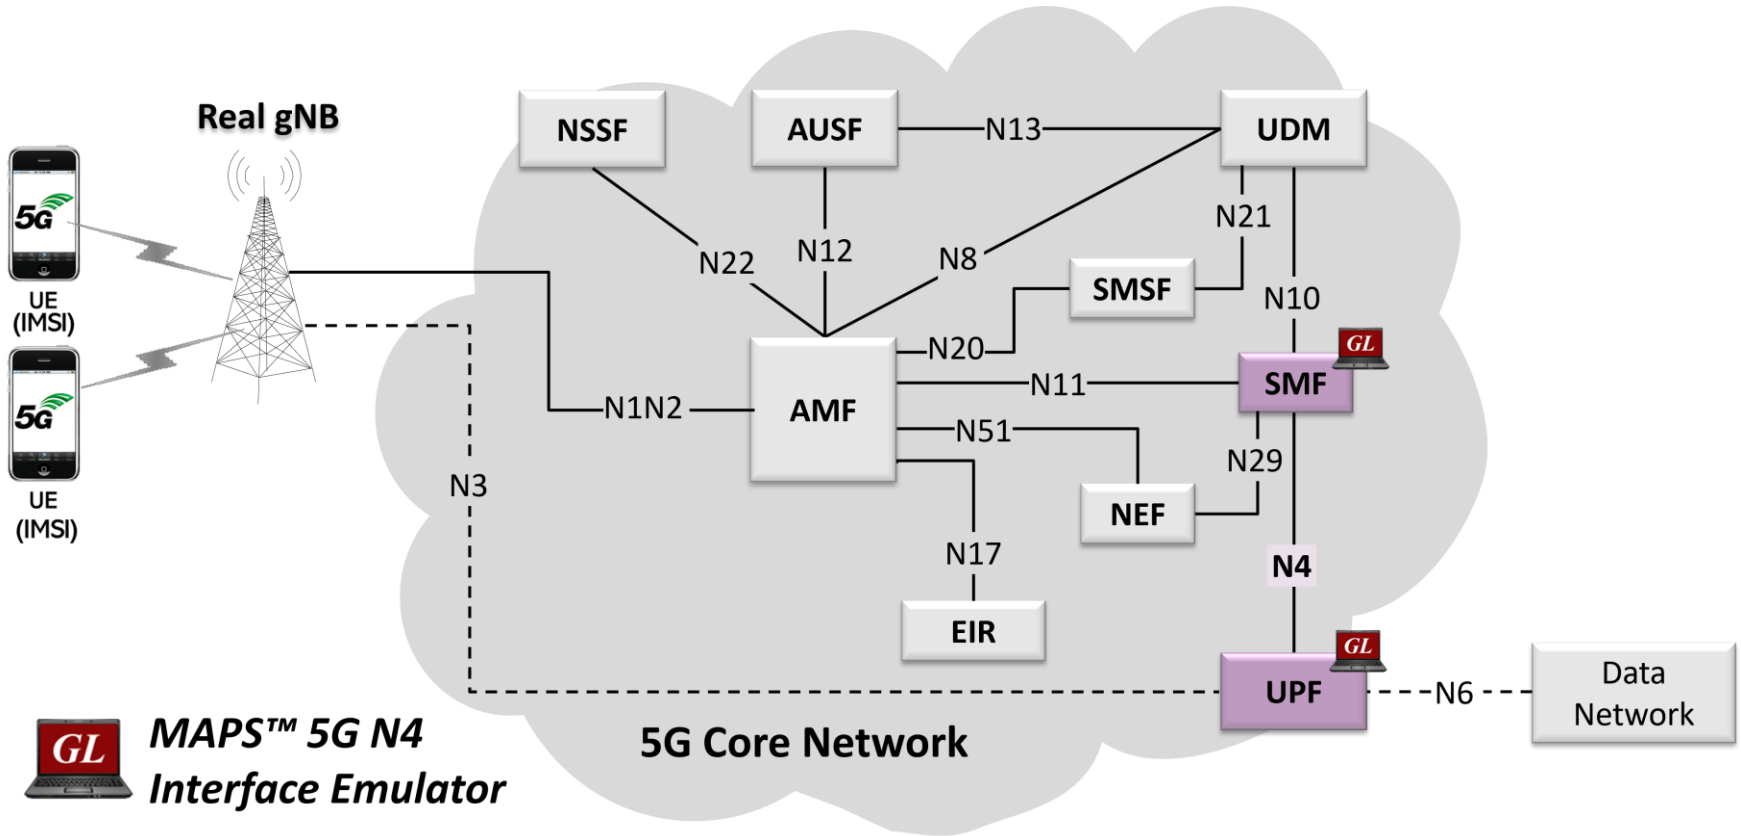 Real gNB
NSSF
AUSF
N13
UDM
5G
N21
N22
N12
N8
SMSF
N10
UE
(IMSI)
N20
GL
SMF
N11
5G
N1N2
AMF
N51
N29
N3
UE
(IMSI)
NEF
N17
N4
EIR
GL
UPF
N6
Data
Network
GL
MAPS™ 5G N4
Interface Emulator
5G Core Network